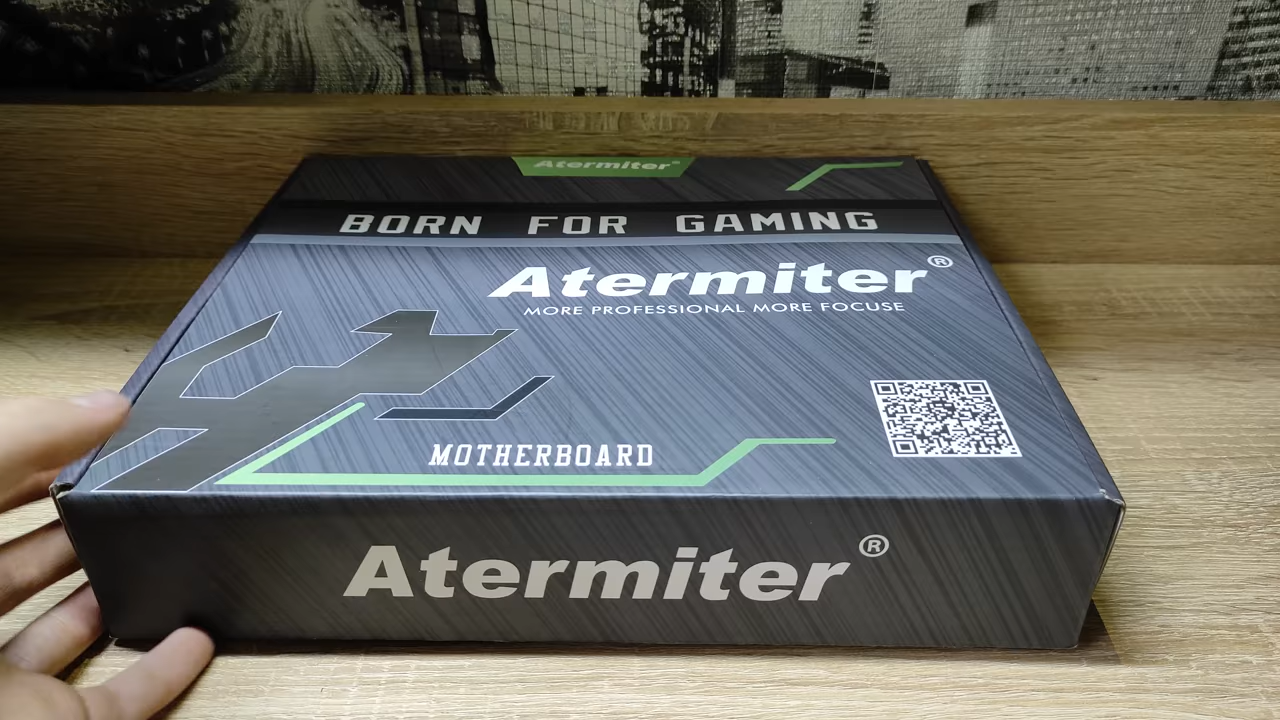 Atermiter®
BORN FOR GAMING
Atermiter®
MORE PROFESSIONAL MORE FOCUSE
MOTHERBOARD
Atermiter®